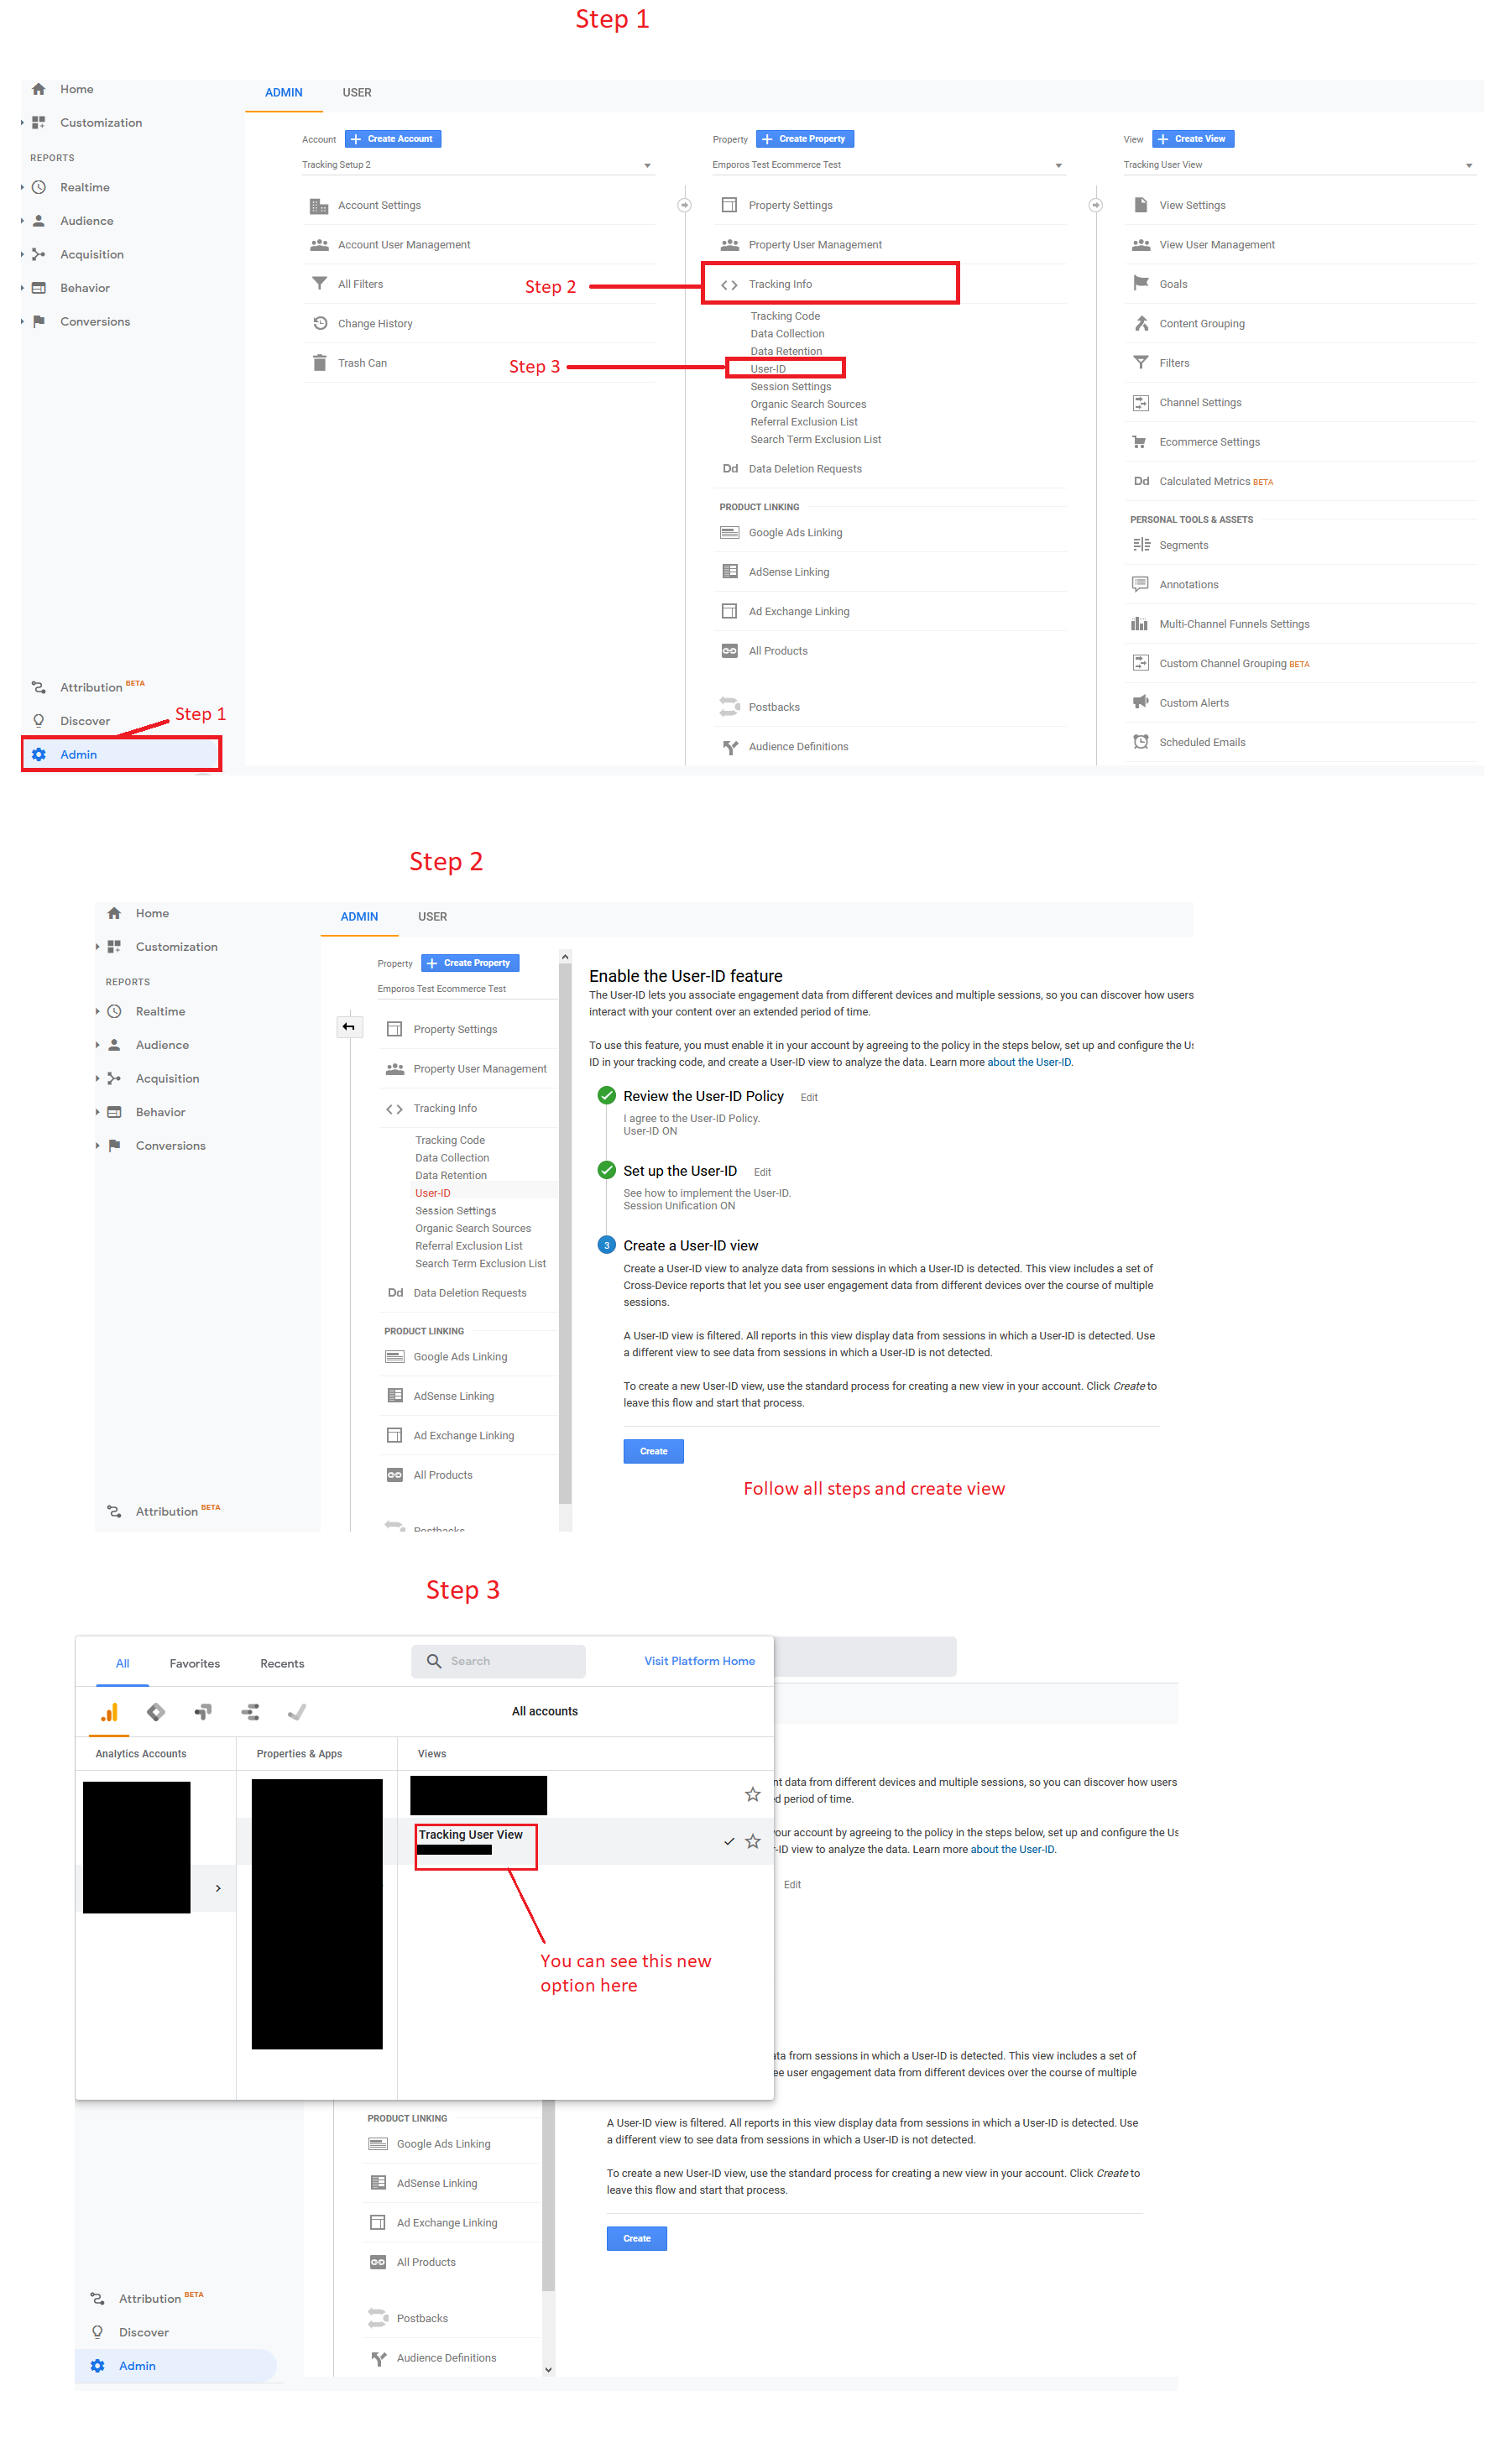 Step 1
Home
Customization
REPORTS
Realtime
Audience
Acquisition
Behavior
Conversions
Attribution BETA
Discover
Step 1
Admin
ADMIN USER
Account + Create Account
Tracking Setup 2
Account Settings
Account User Management
All Filters
Change History
Trash Can
Property + Create Property
Emporos Test Ecommerce Test
Property Settings
Property User Management
Step 2
Tracking Info
Tracking Code
Data Collection
Data Retention
Step 3
User-ID
Session Settings
Organic Search Sources
Referral Exclusion List
Search Term Exclusion List
Dd Data Deletion Requests
PRODUCT LINKING
Google Ads Linking
AdSense Linking
Ad Exchange Linking
All Products
Postbacks
Audience Definitions
View + Create View
Tracking User View
View Settings
View User Management
Goals
Content Grouping
Filters
Channel Settings
Ecommerce Settings
Dd Calculated Metrics BETA
PERSONAL TOOLS & ASSETS
Segments
Annotations
Multi-Channel Funnels Settings
Custom Channel Grouping BETA
Custom Alerts
Scheduled Emails
Step 2
Home
Customization
REPORTS
Realtime
Audience
Acquisition
Behavior
Conversions
Attribution BETA
ADMIN USER
Property + Create Property
Emporos Test Ecommerce Test
Property Settings
Property User Management
Tracking Info
Tracking Code
Data Collection
Data Retention
User-ID
Session Settings
Organic Search Sources
Referral Exclusion List
Search Term Exclusion List
Dd Data Deletion Requests
PRODUCT LINKING
Google Ads Linking
AdSense Linking
Ad Exchange Linking
All Products
Postbacks
Enable the User-ID feature
The User-ID lets you associate engagement data from different devices and multiple sessions, so you can discover how users
interact with your content over an extended period of time.
To use this feature, you must enable it in your account by agreeing to the policy in the steps below, set up and configure the Us
ID in your tracking code, and create a User-ID view to analyze the data. Learn more about the User-ID.
Review the User-ID Policy Edit
I agree to the User-ID Policy.
User-ID ON
Set up the User-ID Edit
See how to implement the User-ID.
Session Unification ON
3 Create a User-ID view
Create a User-ID view to analyze data from sessions in which a User-ID is detected. This view includes a set of
Cross-Device reports that let you see user engagement data from different devices over the course of multiple
sessions.
A User-ID view is filtered. All reports in this view display data from sessions in which a User-ID is detected. Use
a different view to see data from sessions in which a User-ID is not detected.
To create a new User-ID view, use the standard process for creating a new view in your account. Click Create to
leave this flow and start that process.
Create
Follow all steps and create view
Step 3
All Favorites Recents
Search
Visit Platform Home
All accounts
Analytics Accounts
Properties & Apps
Views
Tracking User View
You can see this new
option here
nt data from different devices and multiple sessions, so you can discover how users
d period of time.
your account by agreeing to the policy in the steps below, set up and configure the Us
-ID view to analyze the data. Learn more about the User-ID.
Edit
ata from sessions in which a User-ID is detected. This view includes a set of
ee user engagement data from different devices over the course of multiple
A User-ID view is filtered. All reports in this view display data from sessions in which a User-ID is detected. Use
a different view to see data from sessions in which a User-ID is not detected.
To create a new User-ID view, use the standard process for creating a new view in your account. Click Create to
leave this flow and start that process.
Create
PRODUCT LINKING
Google Ads Linking
AdSense Linking
Ad Exchange Linking
All Products
Postbacks
Audience Definitions
Attribution BETA
Discover
Admin